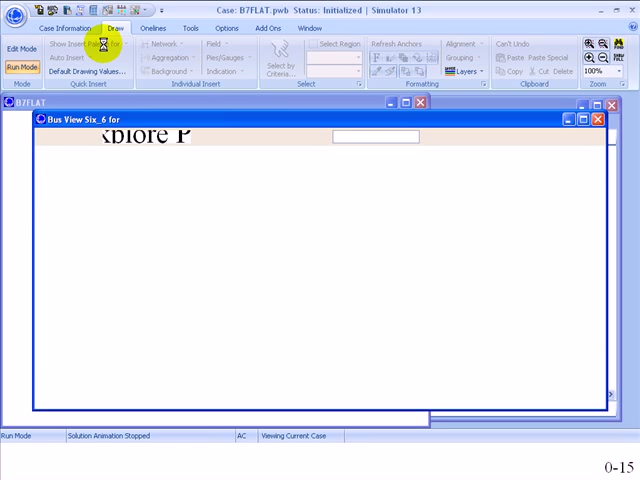 Case: B7FLAT.pwb Status: Initialized | Simulator 13
Case Information Draw Onelines Tools Options Add Ons Window
Edit Mode
Run Mode
Mode
Show Insert Pal for
Auto Insert
Default Drawing Values...
Quick Insert
Network Field
Aggregation Pies/Gauges
Background Indication
Individual Insert
Select by
Criteria...
Select Region
Select
Refresh Anchors Alignment
Layers
Formatting
Can't Undo
Paste Paste Special
Copy Cut Delete
Clipboard
100%
Zoom
B7FLAT
Bus View Six_6 for
xplore P
Run Mode Solution Animation Stopped AC Viewing Current Case
0-15